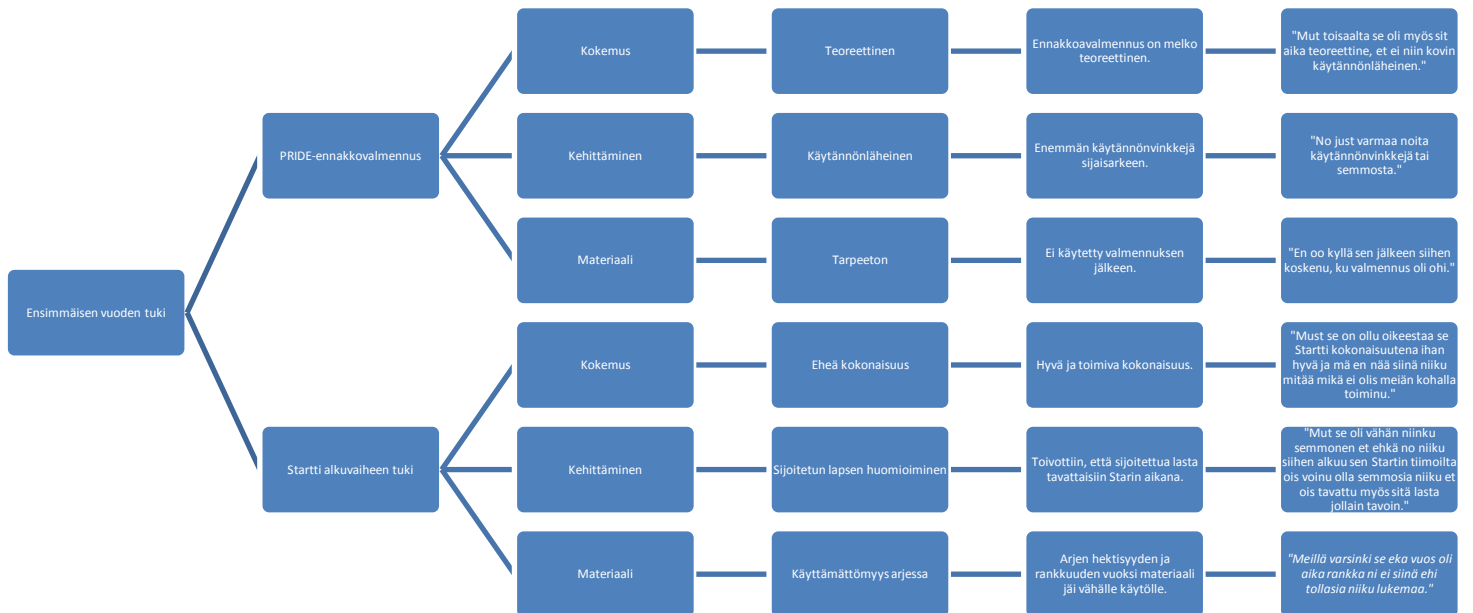 Ensimmäisen vuoden tuki
PRIDE-ennakkovalmennus
Kokemus
Teoreettinen
Ennakkoavalmennus on melko
teoreettinen.
"Mut toisaalta se oli myös sit
aika teoreettine, et ei niin kovin
käytännönläheinen."
Kehittäminen
Käytännönläheinen
Enemmän käytännönvinkkejä
sijaisarkeen.
"No just varmaa noita
käytännönvinkkejä tai
semmosta."
Materiaali
Tarpeeton
Ei käytetty valmennuksen
jälkeen.
"En oo kyllä sen jälkeen siihen
koskenu, ku valmennus oli ohi."
Startti alkuvaiheen tuki
Kokemus
Eheä kokonaisuus
Hyvä ja toimiva kokonaisuus.
"Must se on ollu oikeestaa se
Startti kokonaisuutena ihan
hyvä ja mä en nää siinä niiku
mitää mikä ei olis meiän kohalla
toiminu."
Kehittäminen
Sijoitetun lapsen huomioiminen
Toivottiin, että sijoitettua lasta
tavattaisiin Starin aikana.
"Mut se oli vähän niinku
semmonen et ehkä no niiku
siihen alkuu sen Startin tiimoilta
ois voinu olla semmosia niiku et
ois tavattu myös sitä lasta
jollain tavoin."
Materiaali
Käyttämättömyys arjessa
Arjen hektisyyden ja
rankkuuden vuoksi materiaali
jäi vähälle käytölle.
"Meillä varsinki se eka vuos oli
aika rankka ni ei siinä ehi
tollasia niiku lukemaa."